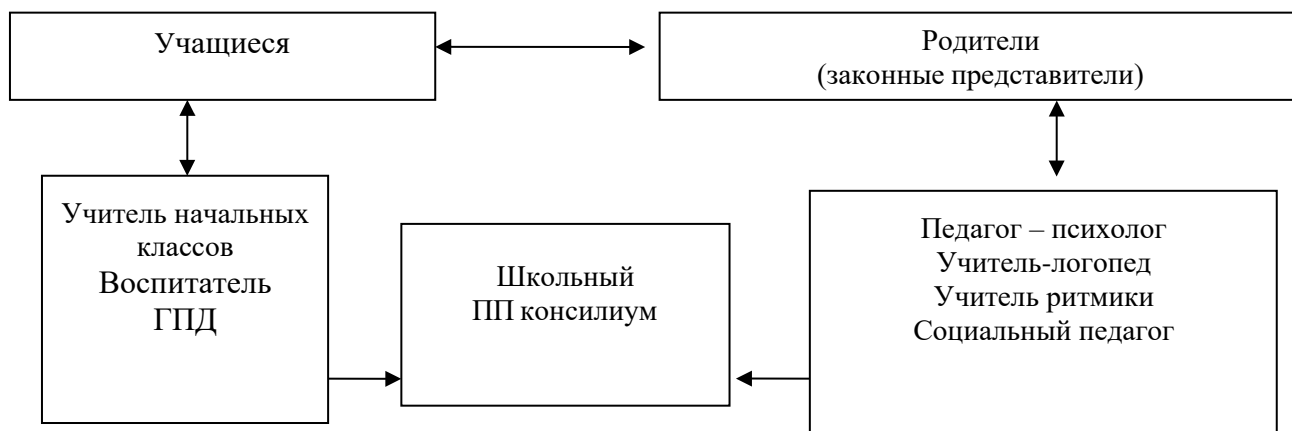 Учащиеся
Родители
(законные представители)
Учитель начальных
классов
Воспитатель
ГПД
Школьный
ПП консилиум
Педагог – психолог
Учитель-логопед
Учитель ритмики
Социальный педагог